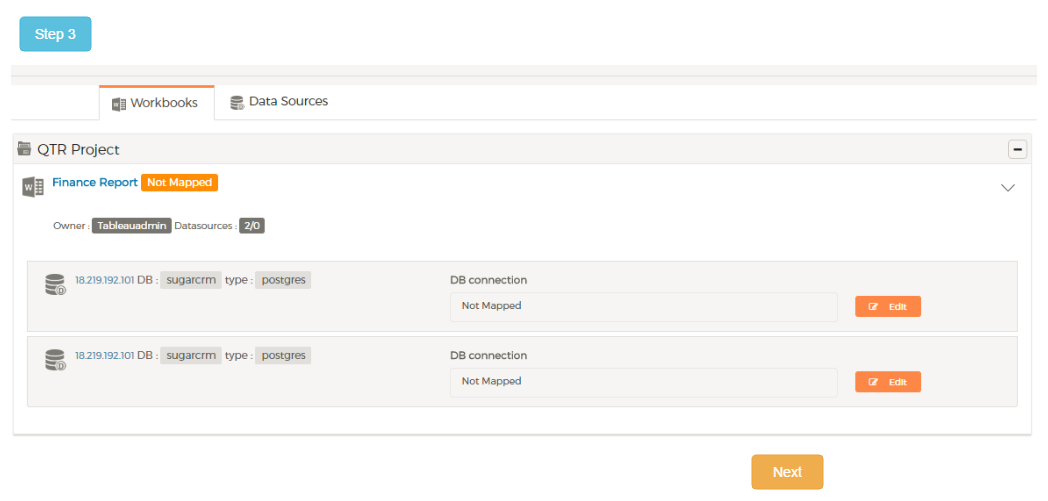 Step 3
Workbooks Data Sources
QTR Project
Finance Report Not Mapped
Owner : Tableauadmin Datasources : 2/0
18.219.192.101 DB : sugarcrm type : postgres
DB connection
Not Mapped
Edit
18.219.192.101 DB : sugarcrm type : postgres
DB connection
Not Mapped
Edit
Next